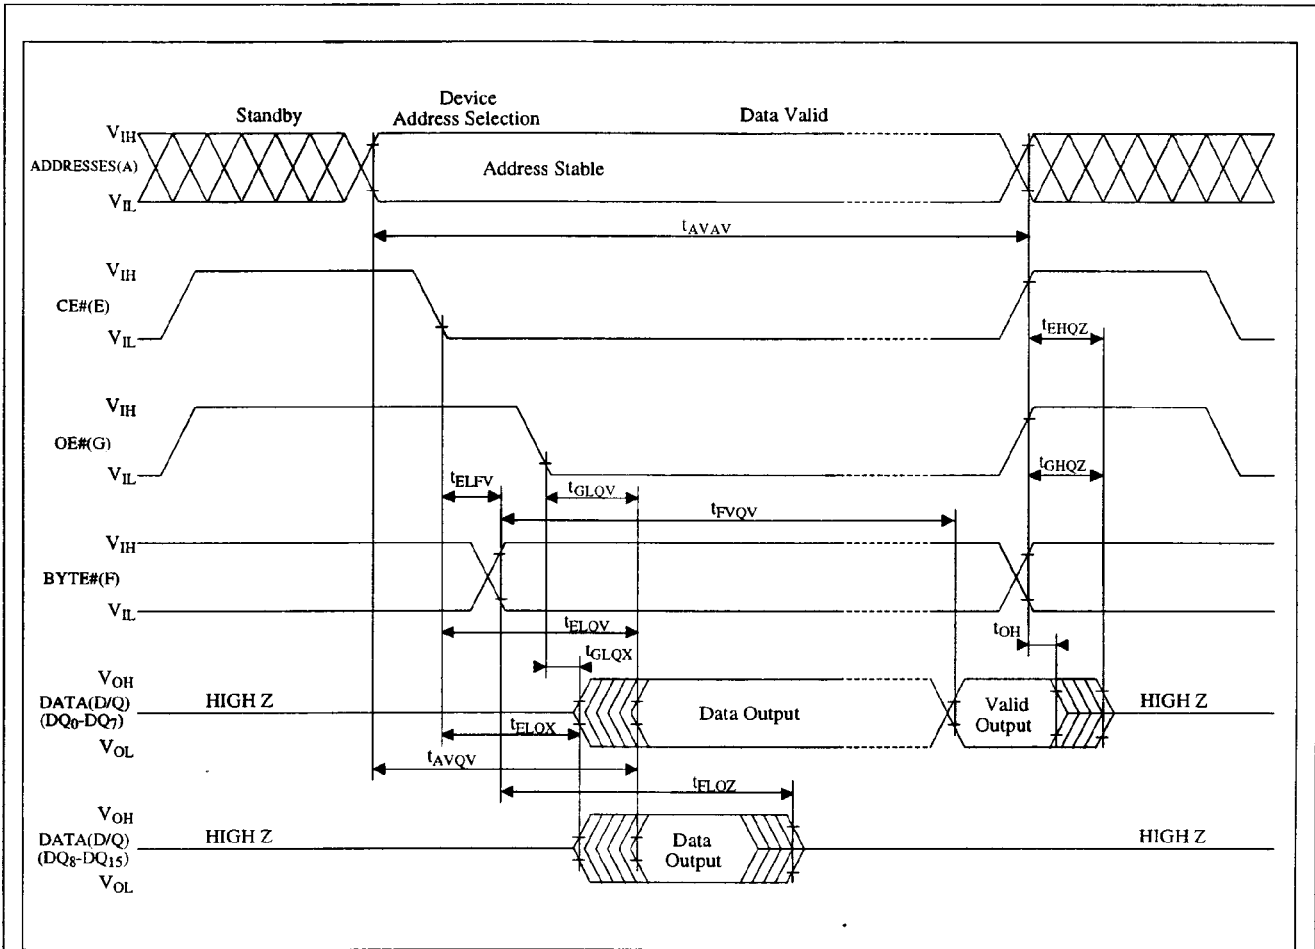 Standby
Device
Address Selection
Data Valid
VIH
ADDRESSES(A)
VIL
Address Stable
tAVAV
VIH
CE#(E)
VIL
tEHQZ
VIH
OE#(G)
VIL
tGHQZ
tELFV
tGLQV
tFVQV
VIH
BYTE#(F)
VIL
tELQV
tGLQX
tOH
VOH
DATA(D/Q)
(DQ0-DQ7)
VOL
HIGH Z
Data Output
Valid
Output
HIGH Z
tELQX
tAVQV
tFLQZ
VOH
DATA(D/Q)
(DQ8-DQ15)
VOL
HIGH Z
Data
Output
HIGH Z